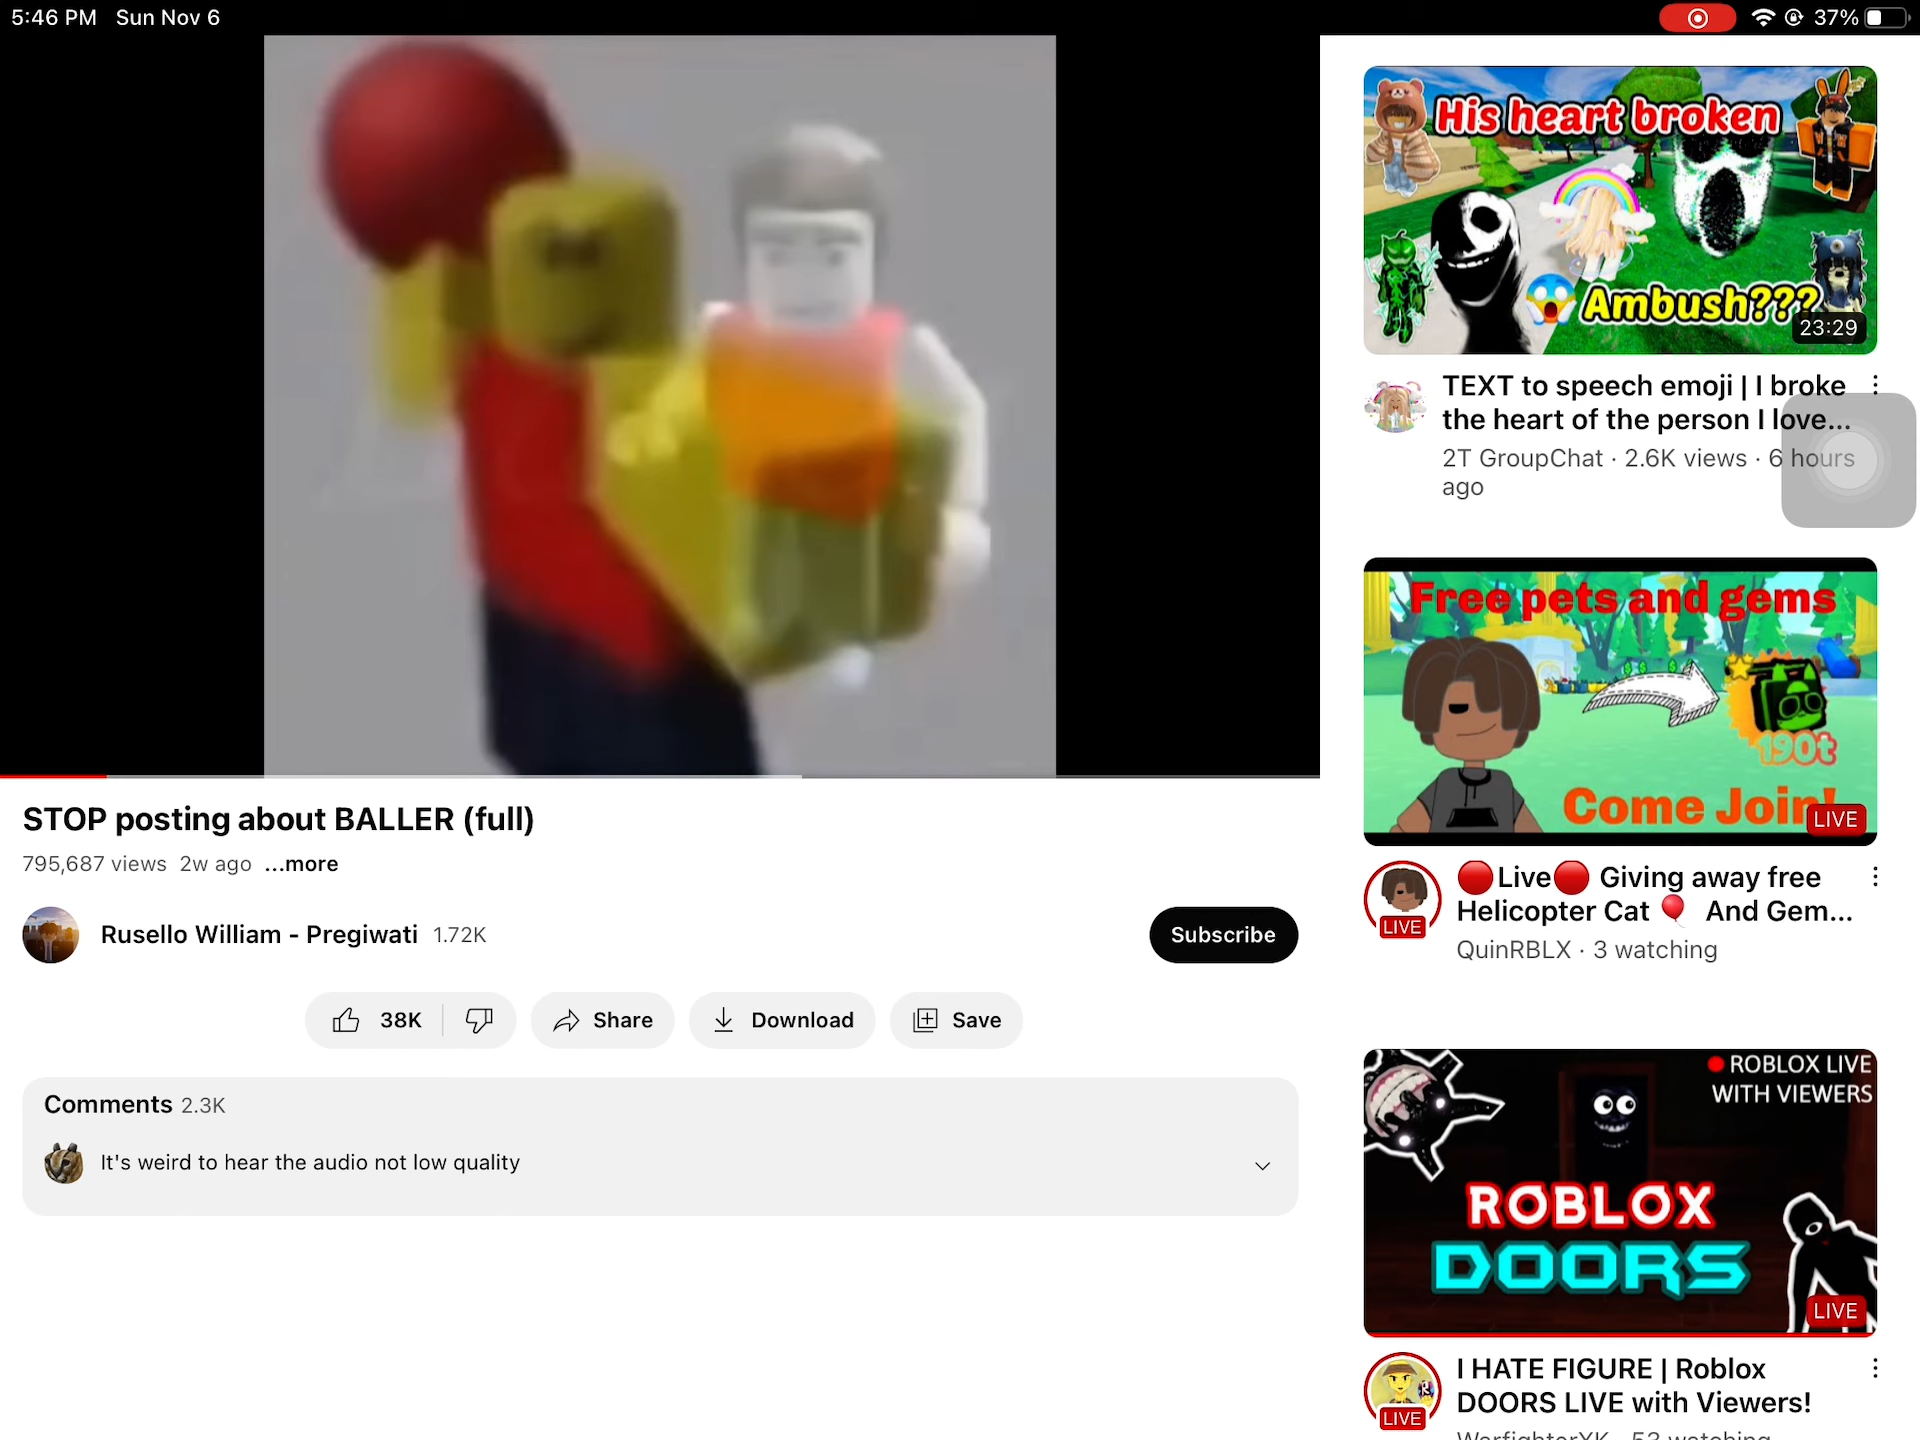 5:46 PM Sun Nov 6
37%
His heart broken
Ambush???
23:29
TEXT to speech emoji | I broke
the heart of the person I love...
2T GroupChat · 2.6K views · 6 hours
ago
Free pets and gems
190t
Come Join!
LIVE
Live Giving away free
Helicopter Cat And Gem...
QuinRBLX · 3 watching
LIVE
ROBLOX LIVE
WITH VIEWERS
ROBLOX
DOORS
LIVE
I HATE FIGURE | Roblox
DOORS LIVE with Viewers!
LIVE
STOP posting about BALLER (full)
795,687 views 2w ago ...more
Rusello William - Pregiwati 1.72K
Subscribe
38K
Share
Download
Save
Comments 2.3K
It's weird to hear the audio not low quality